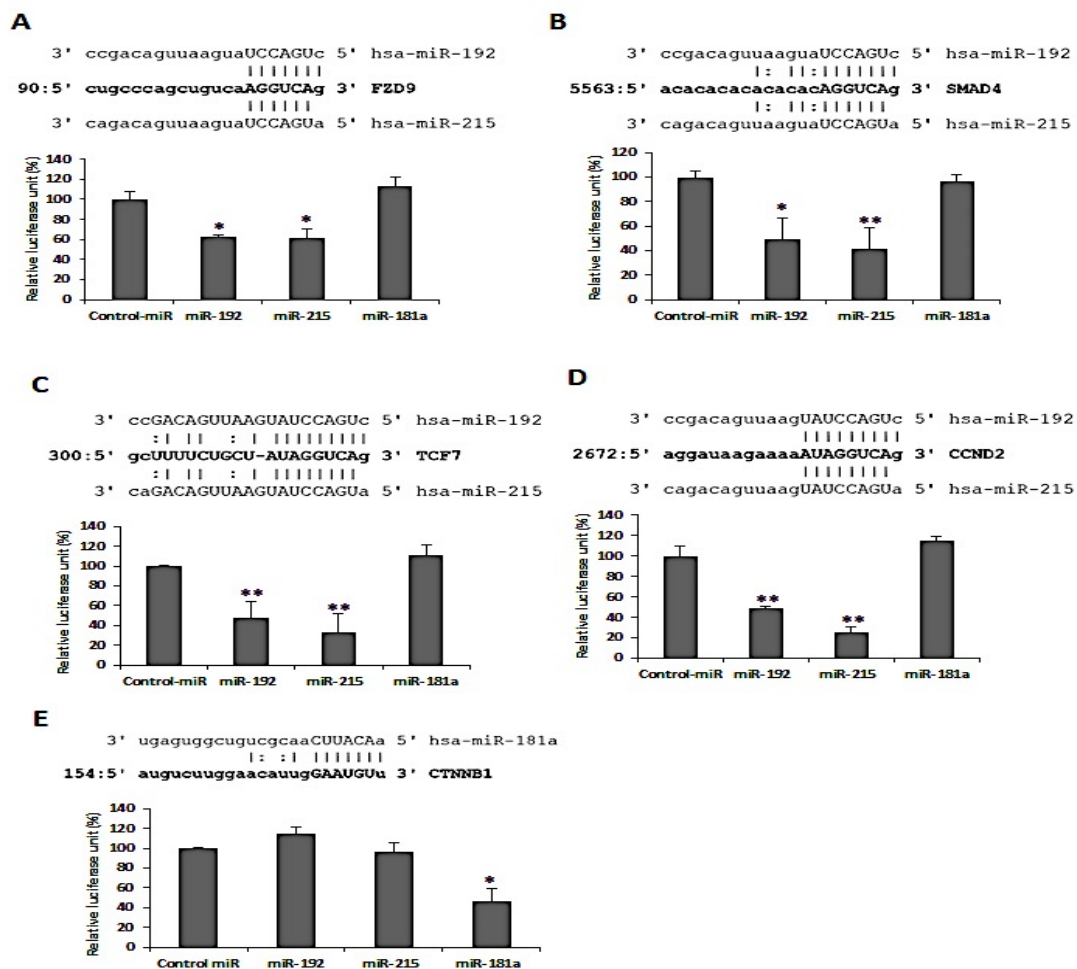 A
3' ccgacaguuaaguaUCCAGUc 5' hsa-miR-192
| | | | | | |
90:5' cugcccagcugucaAGGUCAg 3' FZD9
| | | | | |
3' cagacaguuaaguaUCCAGUa 5' hsa-miR-215
Relative luciferase unit (%)
140
120
100
80
60
40
20
0
*
*
Control-miR miR-192 miR-215 miR-181a
B
3' ccgacaguuaaguaUCCAGUc 5' hsa-miR-192
|: ||:|||||||
5563:5' acacacacacacacAGGUCAg 3' SMAD4
|: ||:||||||
3' cagacaguuaaguaUCCAGUa 5' hsa-miR-215
Relative luciferase unit (%)
120
100
80
60
40
20
0
*
**
Control-miR miR-192 miR-215 miR-181a
C
3' ccGACAGUUAAGUAUCCAGUc 5' hsa-miR-192
:| || : | |||||||||
300:5' gcUUUUCUGCU-AUAGGUCAg 3' TCF7
:| || : | ||||||||
3' caGACAGUUAAGUAUCCAGUa 5' hsa-miR-215
Relative luciferase unit (%)
140
120
100
80
60
40
20
0
**
**
Control-miR miR-192 miR-215 miR-181a
D
3' ccgacaguuaagUAUCCAGUc 5' hsa-miR-192
|||||||||
2672:5' aggauaagaaaaAUAGGUCAg 3' CCND2
||||||||
3' cagacaguuaagUAUCCAGUa 5' hsa-miR-215
Relative luciferase unit (%)
140
120
100
80
60
40
20
0
**
**
Control-miR miR-192 miR-215 miR-181a
E
3' ugaguggcugucgcaaCUUACAa 5' hsa-miR-181a
|: :| |||||||
154:5' augucuuggaacauugGAAUGUu 3' CTNNB1
Relative luciferase unit (%)
140
120
100
80
60
40
20
0
*
Control miR miR-192 miR-215 miR-181a